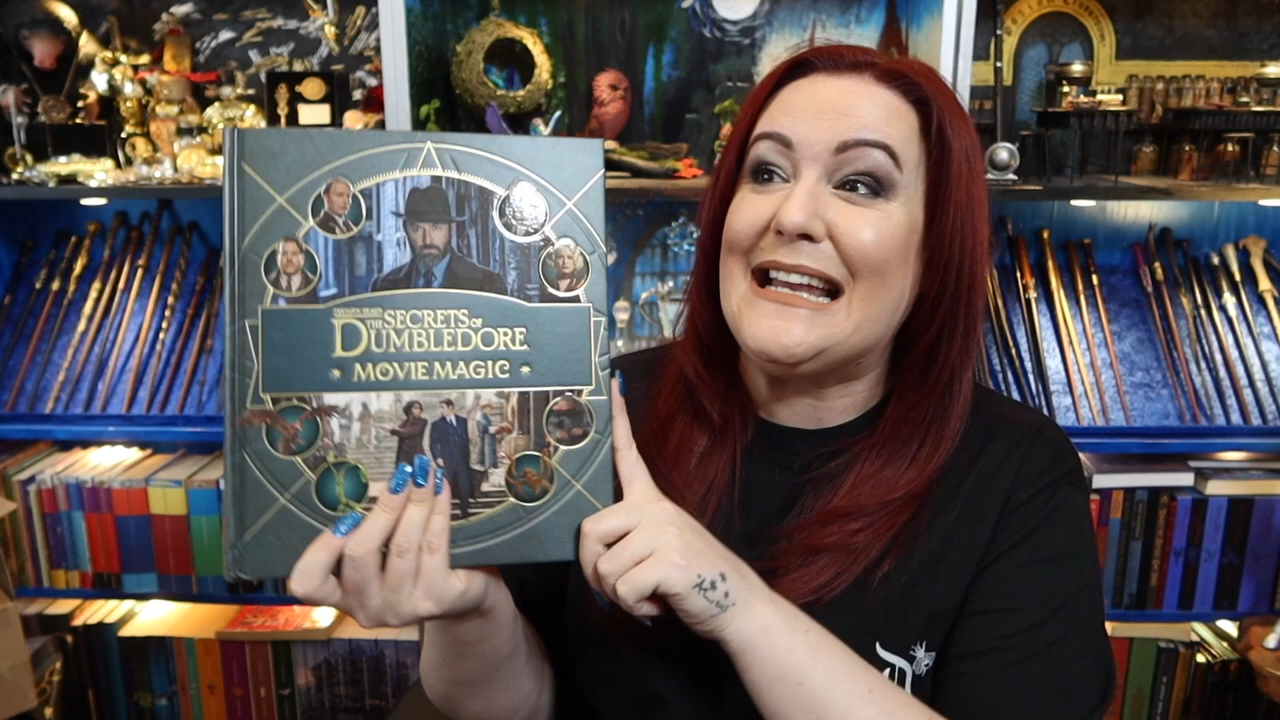 FANTASTIC BEASTS
THE SECRETS OF
DUMBLEDORE
MOVIE MAGIC
D